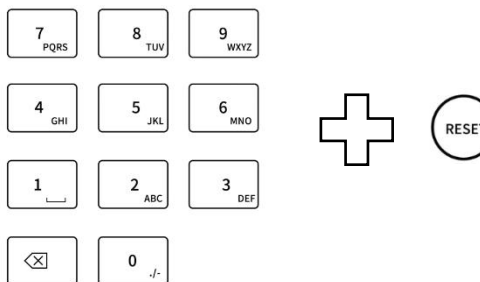 7 PQRS 8 TUV 9 WXYZ
4 GHI 5 JKL 6 MNO
RESET
1 2 ABC 3 DEF
0 ./-